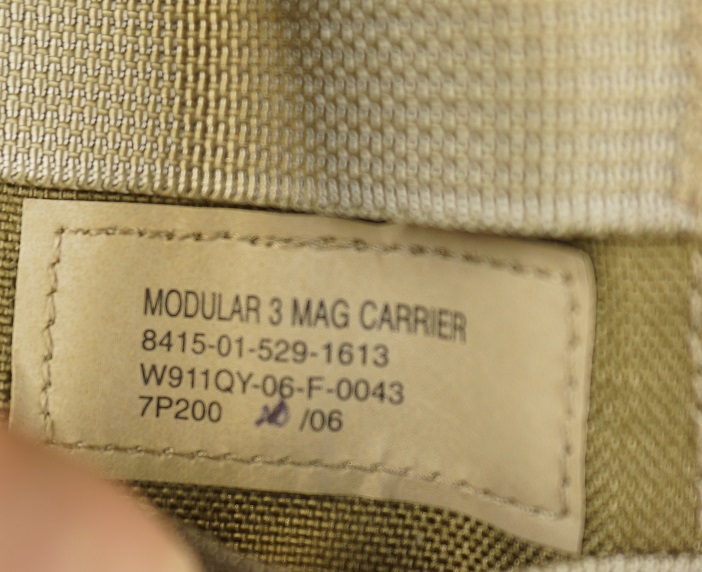 MODULAR 3 MAG CARRIER
8415-01-529-1613
W911QY-06-F-0043
7P200 /06